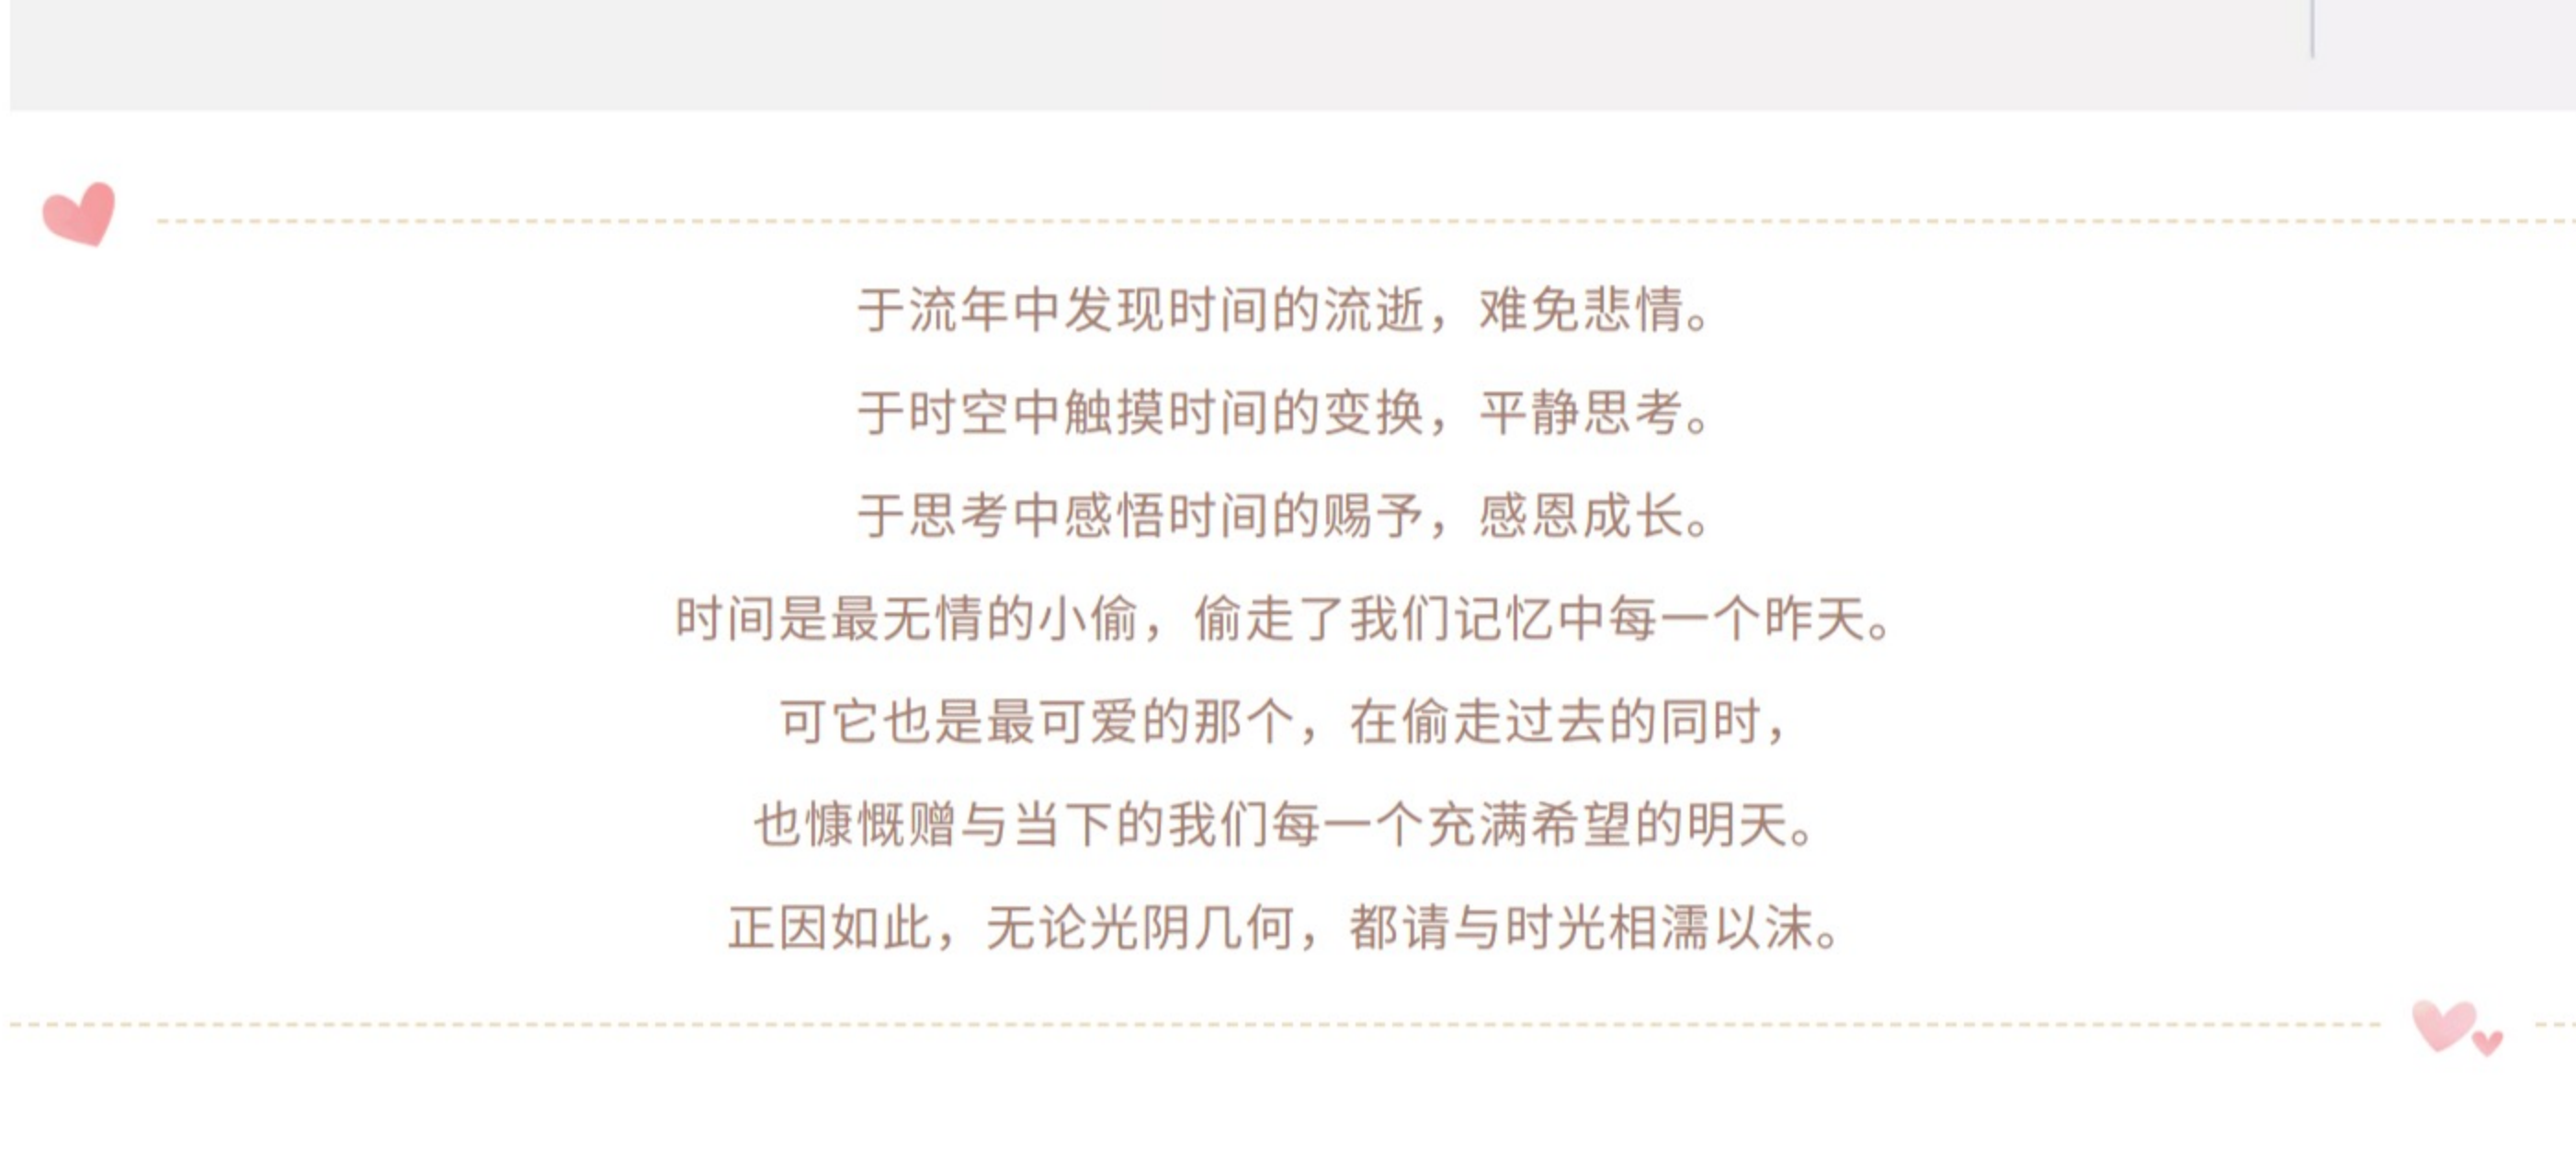 于流年中发现时间的流逝，难免悲情。
于时空中触摸时间的变换，平静思考。
于思考中感悟时间的赐予，感恩成长。
时间是最无情的小偷，偷走了我们记忆中每一个昨天。
可它也是最可爱的那个，在偷走过去的同时，
也慷慨赠与当下的我们每一个充满希望的明天。
正因如此，无论光阴几何，都请与时光相濡以沫。